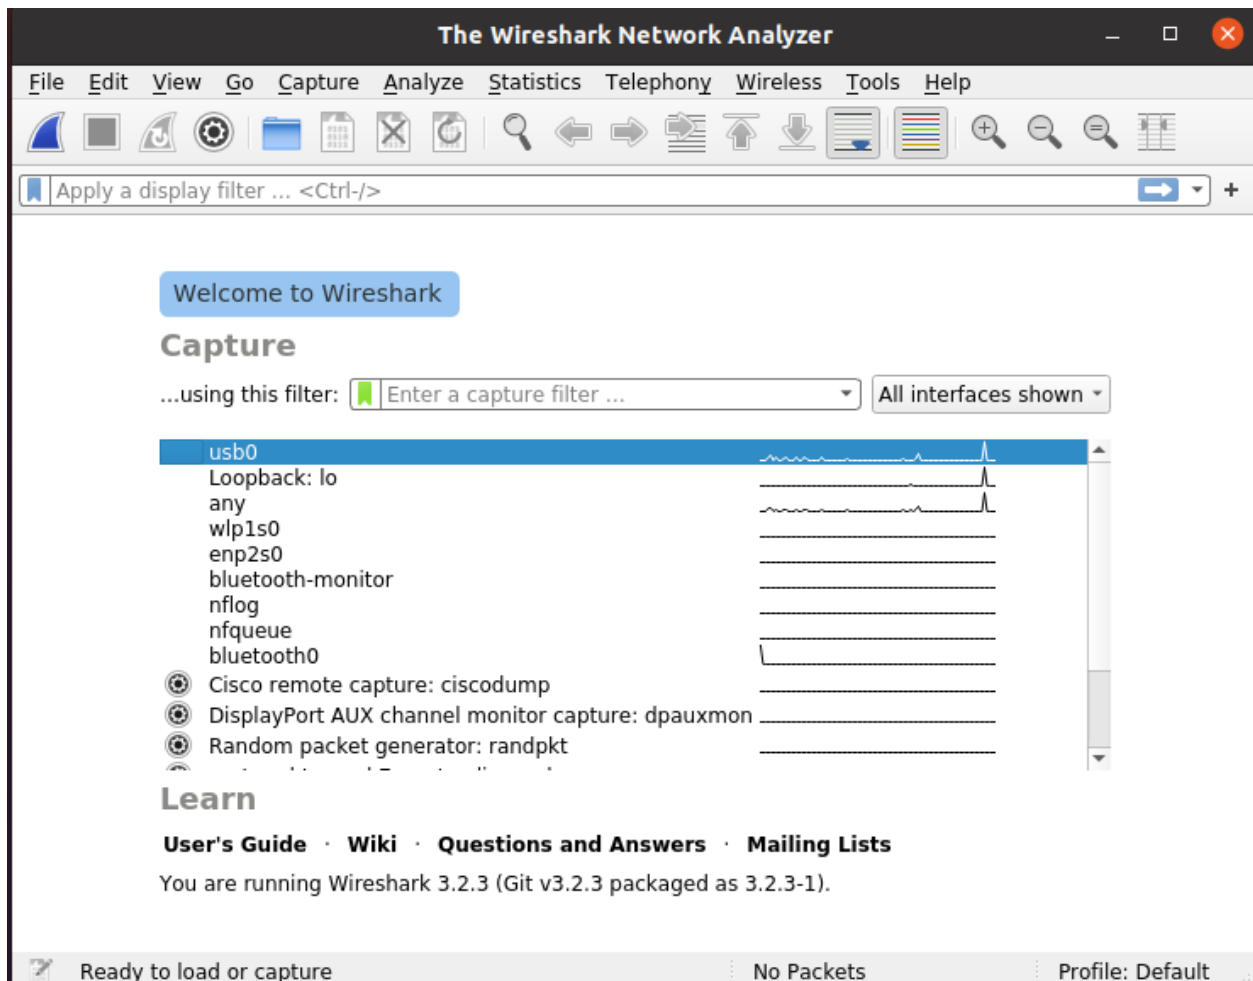 The Wireshark Network Analyzer
File Edit View Go Capture Analyze Statistics Telephony Wireless Tools Help
Apply a display filter ... <Ctrl-/>
Welcome to Wireshark
Capture
...using this filter: Enter a capture filter ... All interfaces shown
usb0
Loopback: lo
any
wlp1s0
enp2s0
bluetooth-monitor
nflog
nfqueue
bluetooth0
Cisco remote capture: ciscodump
DisplayPort AUX channel monitor capture: dpauxmon
Random packet generator: randpkt
Learn
User's Guide · Wiki · Questions and Answers · Mailing Lists
You are running Wireshark 3.2.3 (Git v3.2.3 packaged as 3.2.3-1).
Ready to load or capture No Packets Profile: Default